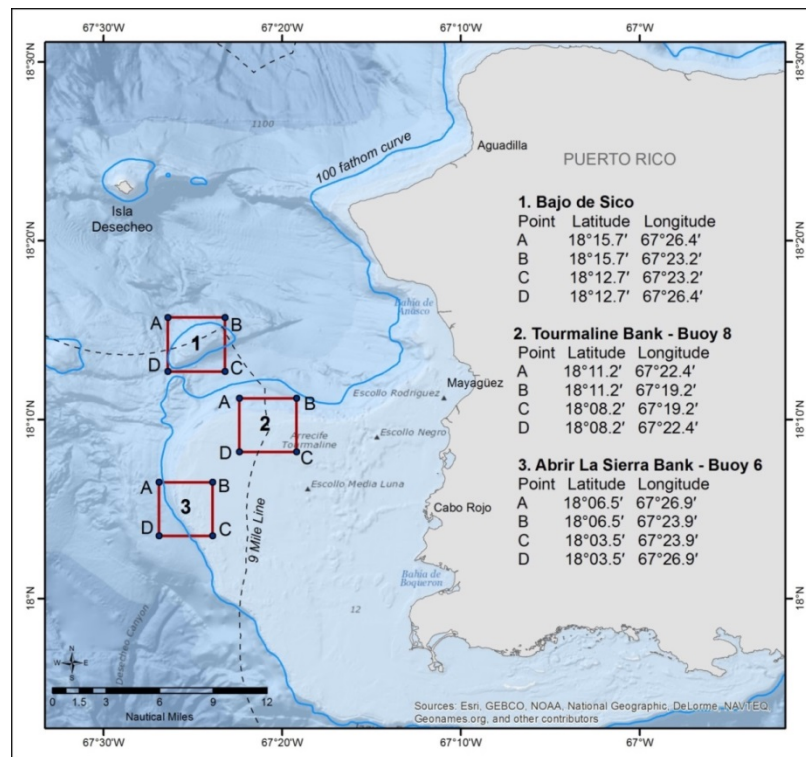 67°30'W 67°20'W 67°10'W 67°W
18°30'N 18°30'N
1100
100 fathom curve
Aguadilla
PUERTO RICO
Isla
Desecheo
18°20'N 18°20'N
1. Bajo de Sico
Point Latitude Longitude
A 18°15.7′ 67°26.4′
B 18°15.7′ 67°23.2′
C 18°12.7′ 67°23.2′
D 18°12.7′ 67°26.4′
Bahía de
Añasco
A B
1
D C
2. Tourmaline Bank - Buoy 8
Point Latitude Longitude
A 18°11.2′ 67°22.4′
B 18°11.2′ 67°19.2′
C 18°08.2′ 67°19.2′
D 18°08.2′ 67°22.4′
Mayagüez
Escollo Rodriguez
18°10'N 18°10'N
A B
2
D C
Arrecife
Tourmaline
Escollo Negro
Escollo Media Luna
3. Abrir La Sierra Bank - Buoy 6
Point Latitude Longitude
A 18°06.5′ 67°26.9′
B 18°06.5′ 67°23.9′
C 18°03.5′ 67°23.9′
D 18°03.5′ 67°26.9′
A B
3
D C
Cabo Rojo
9 Mile Line
Bahía de
Boqueron
18°N 18°N
12
Desecheo Canyon
N
W E
S
0 1.5 3 6 9 12
Nautical Miles
Sources: Esri, GEBCO, NOAA, National Geographic, DeLorme, NAVTEQ,
Geonames.org, and other contributors
67°30'W 67°20'W 67°10'W 67°W